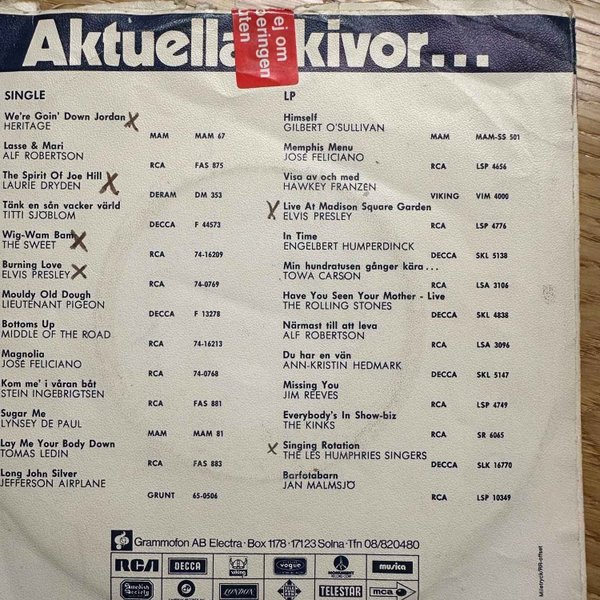 Aktuella skivor...
ej om
ten
SINGLE
We're Goin' Down Jordan
HERITAGE
MAM MAM 67
Lasse & Mari
ALF ROBERTSON
RCA FAS 875
The Spirit Of Joe Hill
LAURIE DRYDEN
DERAM DM 353
Tänk en sån vacker värld
TITTI SJÖBLOM
DECCA F 44573
Wig-Wam Bam
THE SWEET
RCA 74-16209
Burning Love
ELVIS PRESLEY
RCA 74-0769
Mouldy Old Dough
LIEUTENANT PIGEON
DECCA F 13278
Bottoms Up
MIDDLE OF THE ROAD
RCA 74-16213
Magnolia
JOSÉ FELICIANO
RCA 74-0768
Kom me' i våran båt
STEIN INGEBRIGTSEN
RCA FAS 881
Sugar Me
LYNSEY DE PAUL
MAM MAM 81
Lay Me Your Body Down
TOMAS LEDIN
RCA FAS 883
Long John Silver
JEFFERSON AIRPLANE
GRUNT 65-0506
LP
Himself
GILBERT O'SULLIVAN
MAM MAM-SS 501
Memphis Menu
JOSÉ FELICIANO
RCA LSP 4656
Visa av och med
HAWKEY FRANZEN
VIKING VIM 4000
Live At Madison Square Garden
ELVIS PRESLEY
RCA LSP 4776
In Time
ENGELBERT HUMPERDINCK
DECCA SKL 5138
Min hundratusen gånger kära...
TOWA CARSON
RCA LSA 3106
Have You Seen Your Mother - Live
THE ROLLING STONES
DECCA SKL 4838
Närmast till att leva
ALF ROBERTSON
RCA LSA 3096
Du har en vän
ANN-KRISTIN HEDMARK
DECCA SKL 5147
Missing You
JIM REEVES
RCA LSP 4749
Everybody's In Show-biz
THE KINKS
RCA SR 6065
Singing Rotation
THE LES HUMPHRIES SINGERS
DECCA SLK 16770
Barfotabarn
JAN MALMSJÖ
RCA LSP 10349
Grammofon AB Electra · Box 1178 · 17123 Solna · Tfn 08/820480
RCA DECCA viking vogue MONUMENT musica
Swedish Society LONDON TELEFUNKEN TELESTAR mca